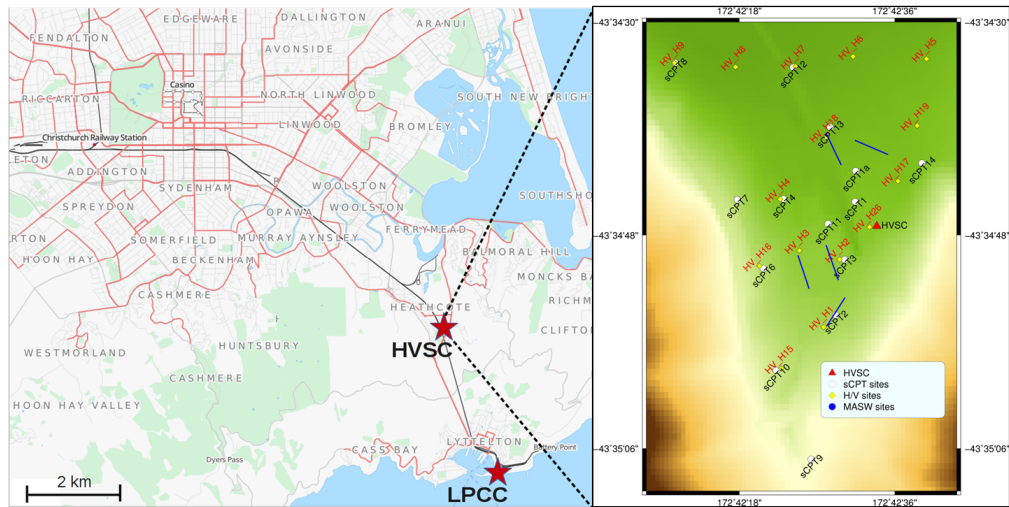 EDGEWARE
DALLINGTON
ARANUI
FENDALTON
AVONSIDE
Casino
NORTH LINWOOD
SOUTH NEW BRIGH
RICCARTON
LINWOOD
BROMLEY
Christchurch Railway Station
LETON
ADDINGTON
WOOLSTON
SYDENHAM
SOUTHSHO
SPREYDON
OPAWA
WOOLSTON
RTON
SOMERFIELD
MURRAY AYNSLEY
FERRYMEAD
HOON HAY
BECKENHAM
BALMORAL HILL
MONCKS BA
CASHMERE
HEATHCOTE
RICHM
HVSC
CLIFTO
WESTMORLAND
HUNTSBURY
CASHMERE
HOON HAY VALLEY
LYTTELTON
CASS BAY
Battery Point
Dyers Pass
2 km
LPCC
172˚42'18"
172˚42'36"
−43˚34'30"
−43˚34'30"
HV_H9
sCPT8
HV_H8
HV_H7
sCPT12
HV_H6
HV_H5
HV_H18
sCPT13
HV_H19
sCPT1a
HV_H17
sCPT14
sCPT7
HV_H4
sCPT4
sCPT1
sCPT11
HV_H26
HVSC
−43˚34'48"
−43˚34'48"
HV_H3
HV_H2
sCPT3
HV_H16
sCPT6
HV_H1
sCPT2
HV_H15
sCPT10
HVSC
sCPT sites
H/V sites
MASW sites
−43˚35'06"
−43˚35'06"
sCPT9
172˚42'18"
172˚42'36"